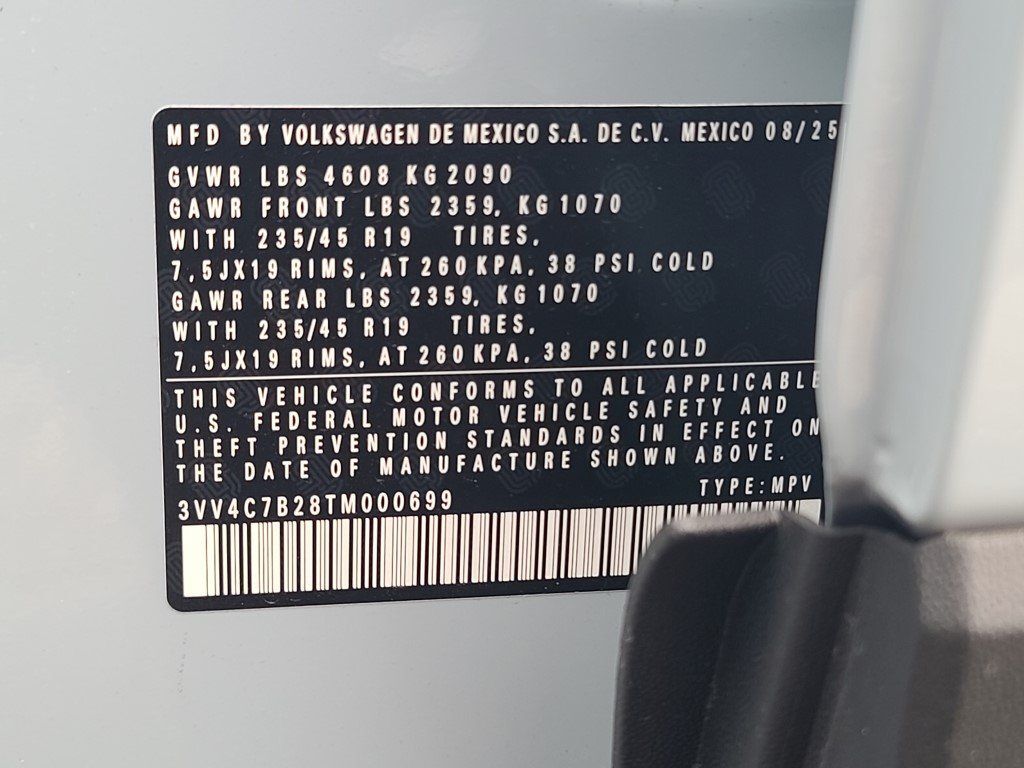 MFD BY VOLKSWAGEN DE MEXICO S.A. DE C.V. MEXICO 08/25
GVWR LBS 4608 KG 2090
GAWR FRONT LBS 2359, KG 1070
WITH 235/45 R19 TIRES,
7,5JX19 RIMS, AT 260 KPA, 38 PSI COLD
GAWR REAR LBS 2359, KG 1070
WITH 235/45 R19 TIRES,
7,5JX19 RIMS, AT 260 KPA, 38 PSI COLD
THIS VEHICLE CONFORMS TO ALL APPLICABLE
U.S. FEDERAL MOTOR VEHICLE SAFETY AND
THEFT PREVENTION STANDARDS IN EFFECT ON
THE DATE OF MANUFACTURE SHOWN ABOVE.
3VV4C7B28TM000699 TYPE: MPV